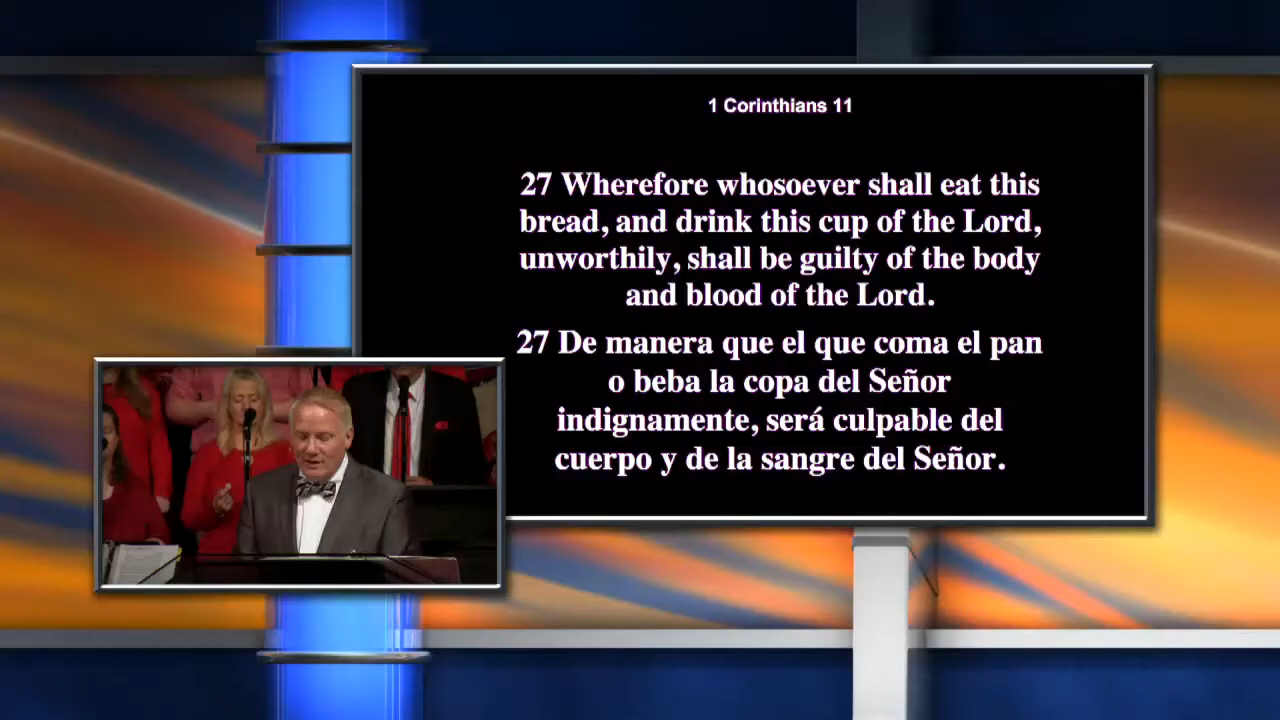 1 Corinthians 11
27 Wherefore whosoever shall eat this
bread, and drink this cup of the Lord,
unworthily, shall be guilty of the body
and blood of the Lord.
27 De manera que el que coma el pan
o beba la copa del Señor
indignamente, será culpable del
cuerpo y de la sangre del Señor.